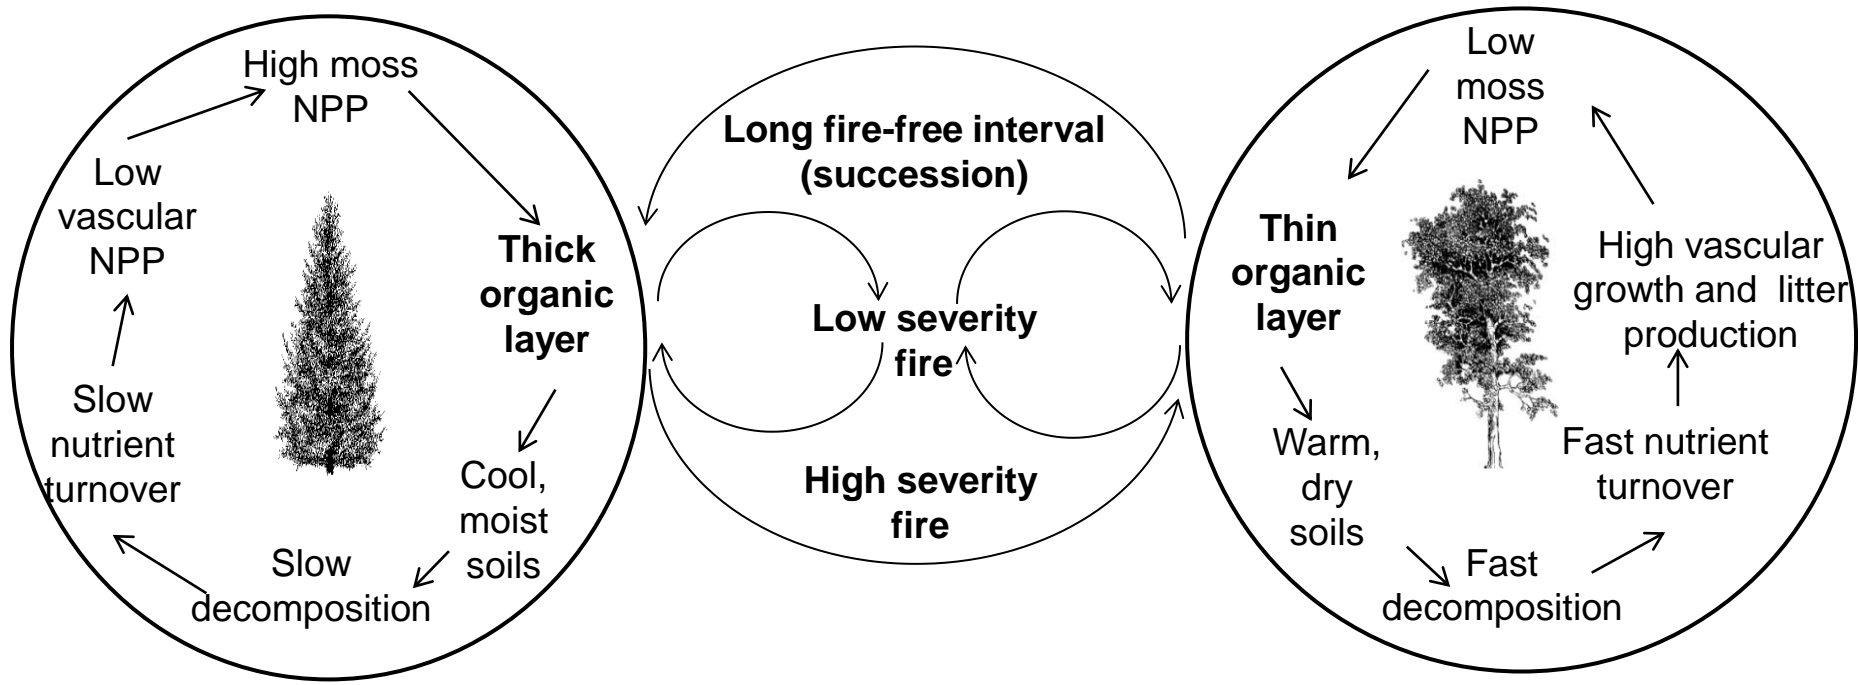 High moss
NPP
Low
vascular
NPP
Slow
nutrient
turnover
Slow
decomposition
Cool,
moist
soils
Thick
organic
layer
Long fire-free interval
(succession)
Low severity
fire
High severity
fire
Low
moss
NPP
Thin
organic
layer
Warm,
dry
soils
Fast
decomposition
Fast nutrient
turnover
High vascular
growth and litter
production